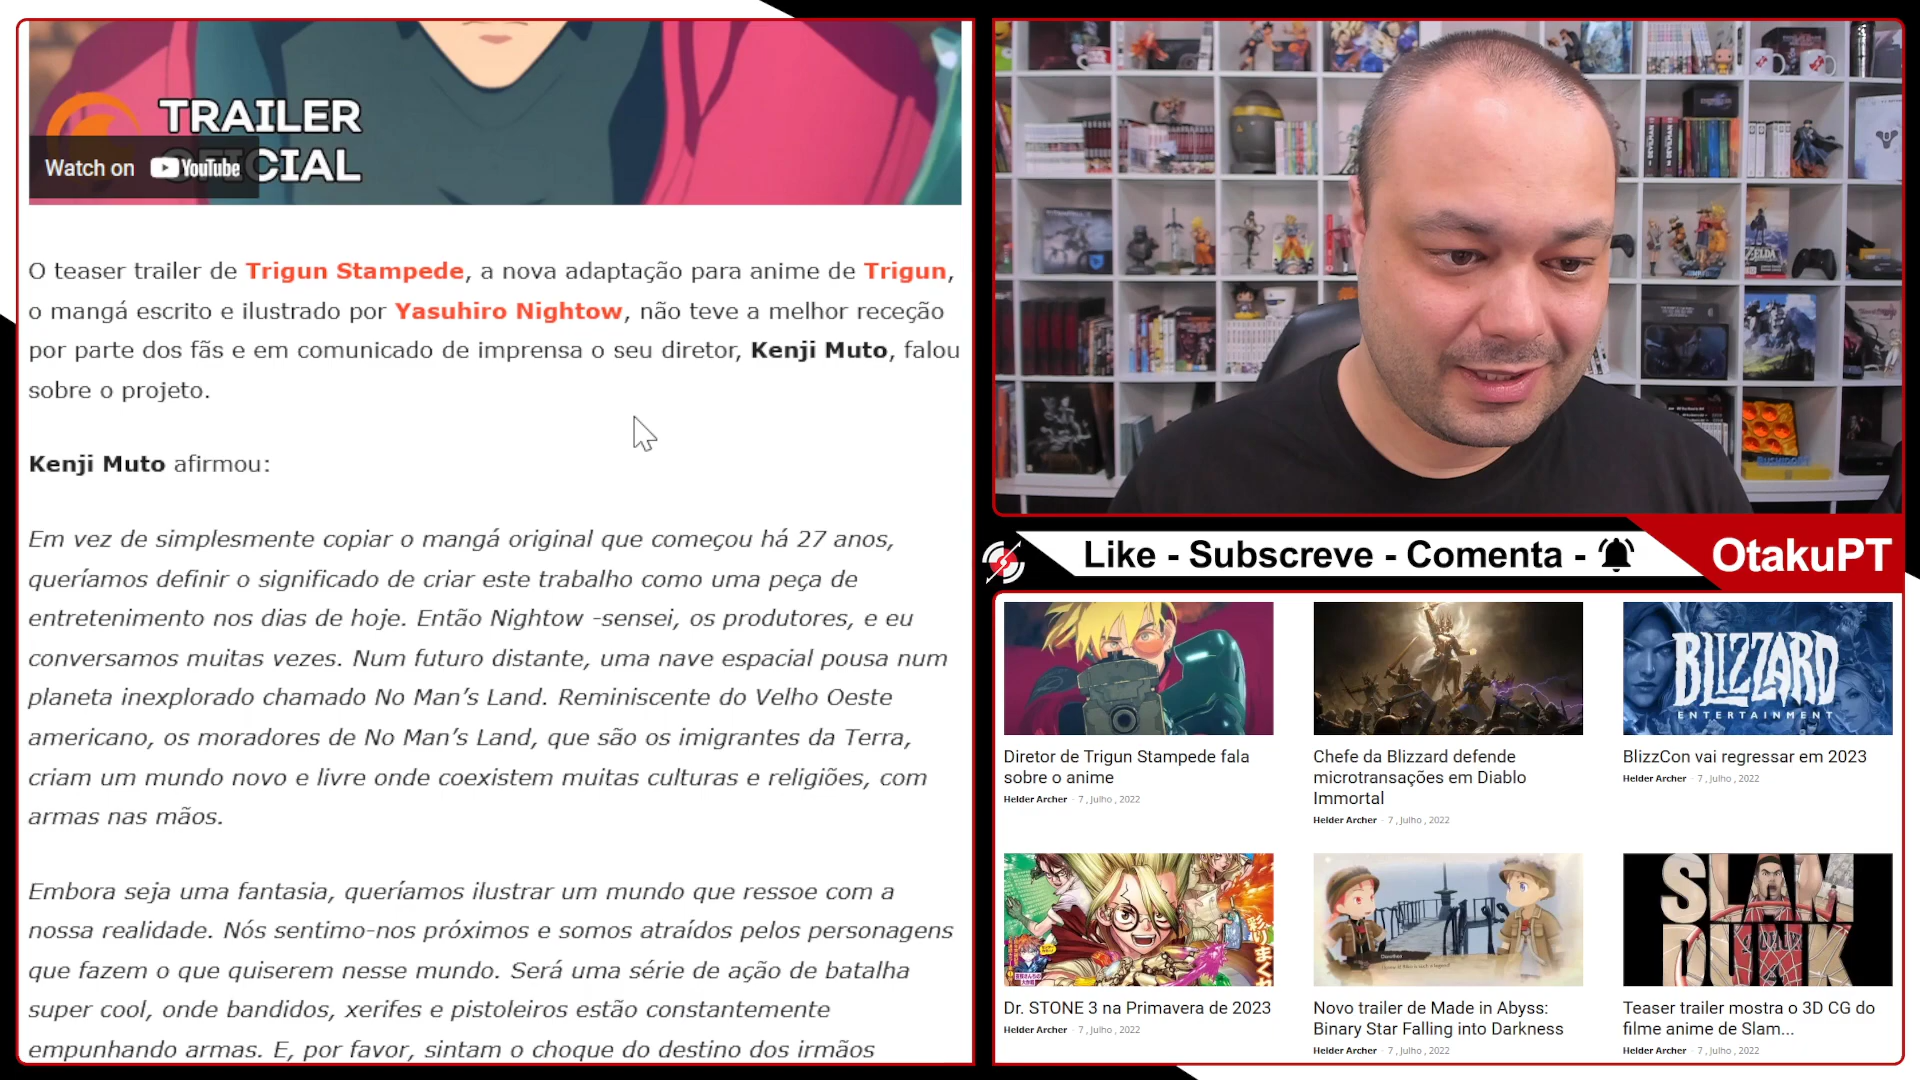 TRAILER
CIAL
Watch on YouTube
O teaser trailer de Trigun Stampede, a nova adaptação para anime de Trigun,
o mangá escrito e ilustrado por Yasuhiro Nightow, não teve a melhor receção
por parte dos fãs e em comunicado de imprensa o seu diretor, Kenji Muto, falou
sobre o projeto.
Kenji Muto afirmou:
Em vez de simplesmente copiar o mangá original que começou há 27 anos,
queríamos definir o significado de criar este trabalho como uma peça de
entretenimento nos dias de hoje. Então Nightow -sensei, os produtores, e eu
conversamos muitas vezes. Num futuro distante, uma nave espacial pousa num
planeta inexplorado chamado No Man’s Land. Reminiscente do Velho Oeste
americano, os moradores de No Man’s Land, que são os imigrantes da Terra,
criam um mundo novo e livre onde coexistem muitas culturas e religiões, com
armas nas mãos.
Embora seja uma fantasia, queríamos ilustrar um mundo que ressoe com a
nossa realidade. Nós sentimo-nos próximos e somos atraídos pelos personagens
que fazem o que quiserem nesse mundo. Será uma série de ação de batalha
super cool, onde bandidos, xerifes e pistoleiros estão constantemente
empunhando armas. E, por favor, sintam o choque do destino dos irmãos
ZELDA
Like - Subscreve - Comenta -
OtakuPT
BLIZZARD
ENTERTAINMENT
Diretor de Trigun Stampede fala
sobre o anime
Helder Archer - 7 , Julho , 2022
Chefe da Blizzard defende
microtransações em Diablo
Immortal
Helder Archer - 7 , Julho , 2022
BlizzCon vai regressar em 2023
Helder Archer - 7 , Julho , 2022
SLAM
DUNK
Dr. STONE 3 na Primavera de 2023
Helder Archer - 7 , Julho , 2022
Novo trailer de Made in Abyss:
Binary Star Falling into Darkness
Helder Archer - 7 , Julho , 2022
Teaser trailer mostra o 3D CG do
filme anime de Slam...
Helder Archer - 7 , Julho , 2022